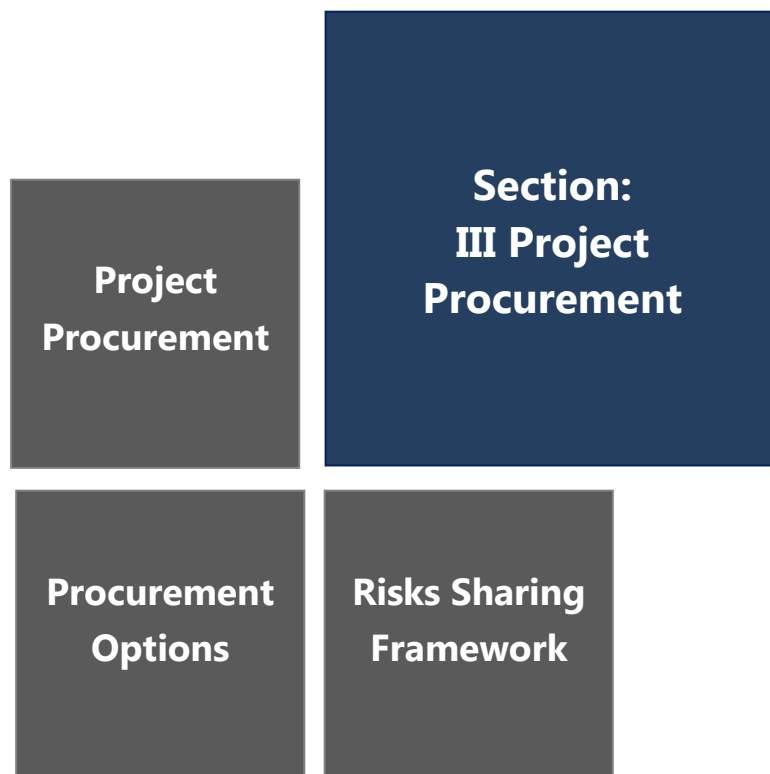 Section:
III Project
Procurement
Project
Procurement
Procurement
Options
Risks Sharing
Framework